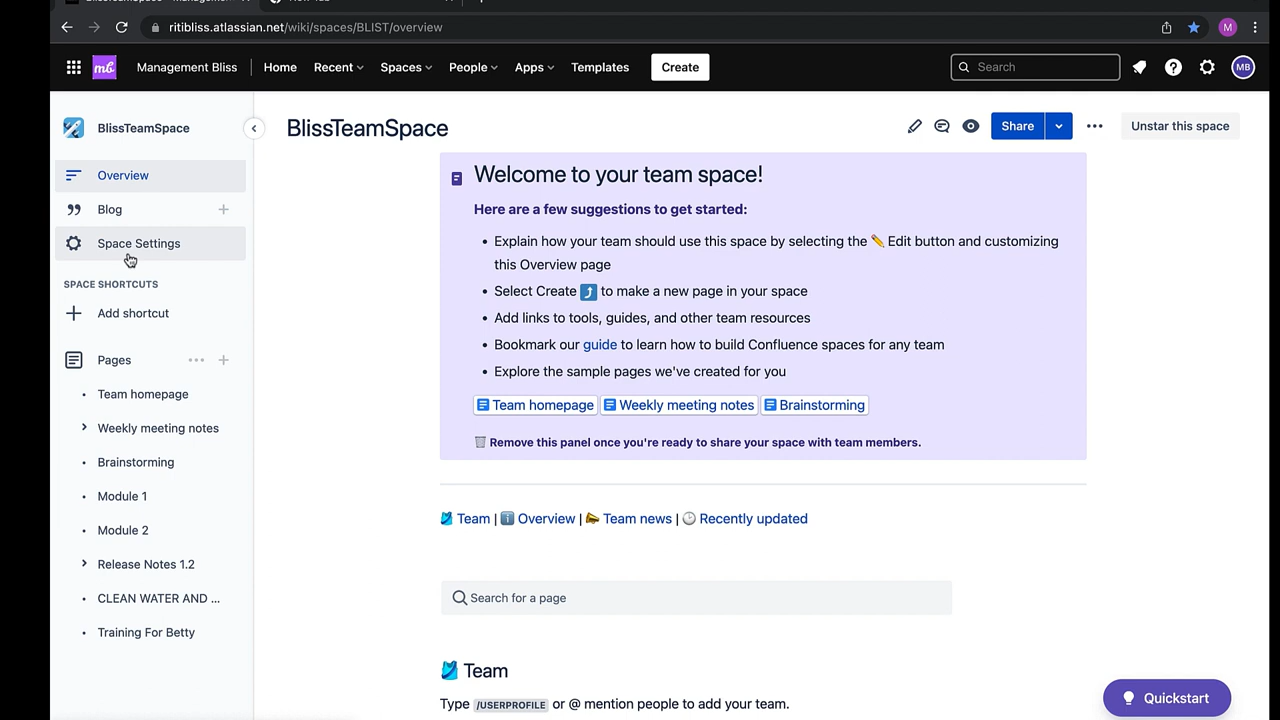 ritibliss.atlassian.net/wiki/spaces/BLIST/overview
M
mb Management Bliss Home Recent Spaces People Apps Templates Create Search MB
BlissTeamSpace
Overview
Blog
Space Settings
SPACE SHORTCUTS
Add shortcut
Pages
Team homepage
Weekly meeting notes
Brainstorming
Module 1
Module 2
Release Notes 1.2
CLEAN WATER AND ...
Training For Betty
BlissTeamSpace
Share
Unstar this space
Welcome to your team space!
Here are a few suggestions to get started:
• Explain how your team should use this space by selecting the ✏️ Edit button and customizing
this Overview page
• Select Create ⤴️ to make a new page in your space
• Add links to tools, guides, and other team resources
• Bookmark our guide to learn how to build Confluence spaces for any team
• Explore the sample pages we've created for you
Team homepage Weekly meeting notes Brainstorming
Remove this panel once you're ready to share your space with team members.
Team | Overview | Team news | Recently updated
Search for a page
Team
Type /USERPROFILE or @ mention people to add your team.
Quickstart